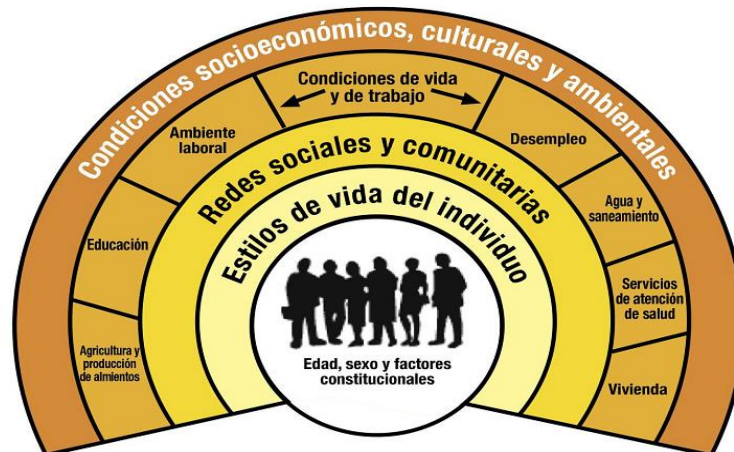 Condiciones socioeconómicos, culturales y ambientales
Condiciones de vida
y de trabajo
Ambiente
laboral
Desempleo
Educación
Agua y
saneamiento
Agricultura y
producción
de almientos
Servicios
de atención
de salud
Vivienda
Redes sociales y comunitarias
Estilos de vida del individuo
Edad, sexo y factores
constitucionales